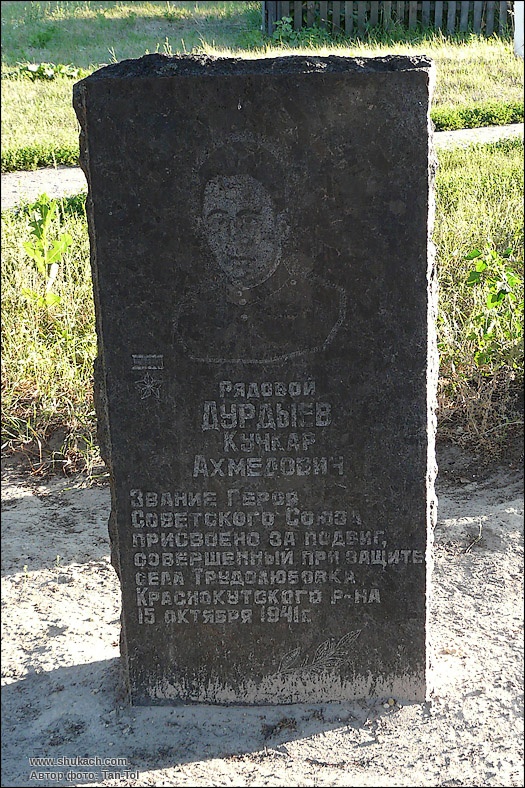 Рядовой
Дурдыев
Кучкар
Ахмедович
Звание Героя
Советского Союза
присвоено за подвиг,
совершенный при защите
села Трудолюбовка
Краснокутского р-на
15 октября 1941г.
www.shukach.com
Автор фото: Tan-Tol